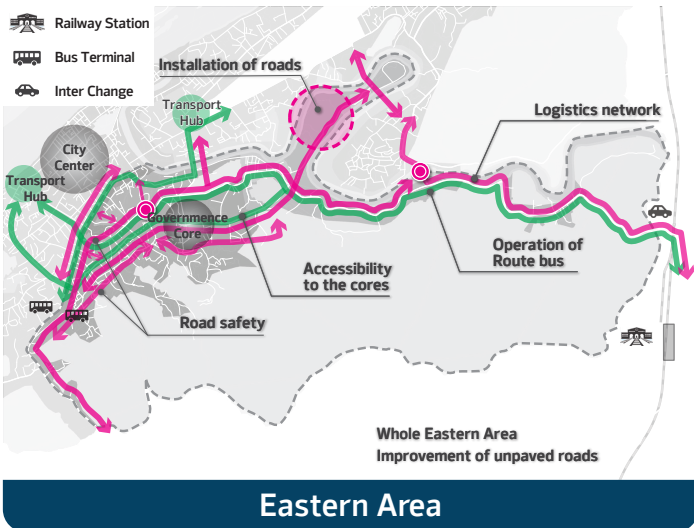 Railway Station
Bus Terminal
Inter Change
Installation of roads
Transport
Hub
Logistics network
City
Center
Transport
Hub
Governmence
Core
Operation of
Route bus
Accessibility
to the cores
Road safety
Whole Eastern Area
Improvement of unpaved roads
Eastern Area